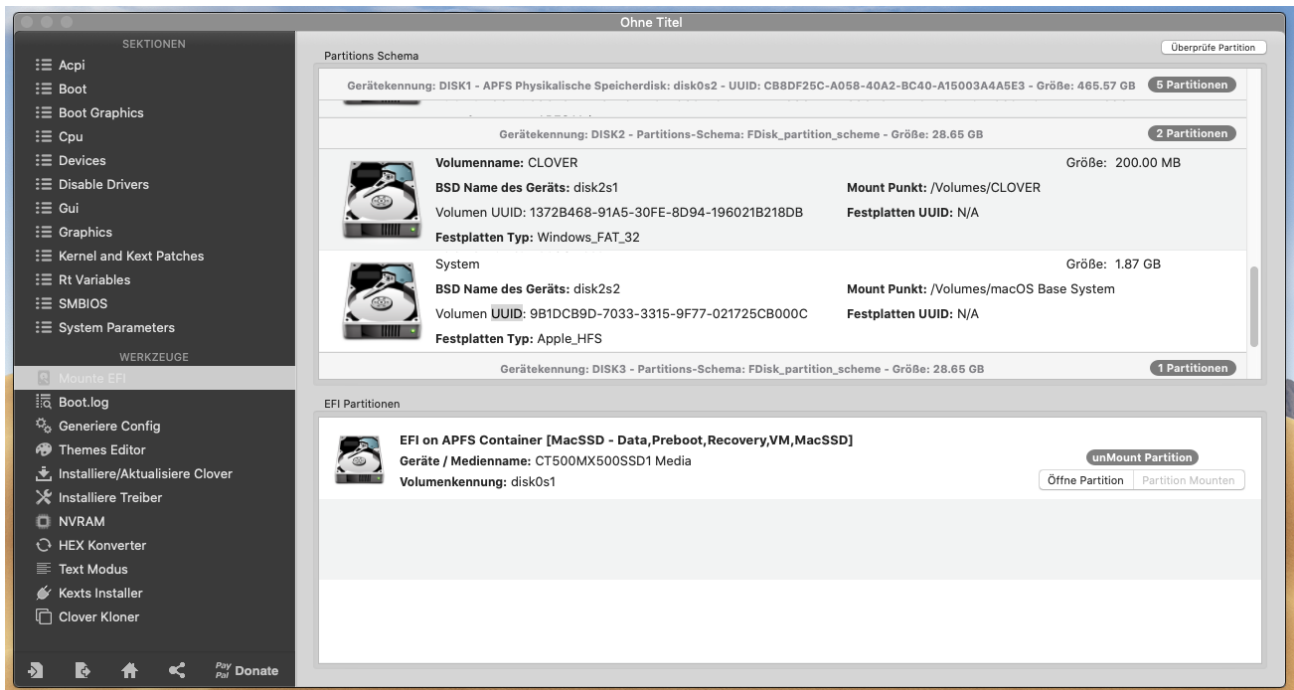 Ohne Titel
SEKTIONEN
Acpi
Boot
Boot Graphics
Cpu
Devices
Disable Drivers
Gui
Graphics
Kernel and Kext Patches
Rt Variables
SMBIOS
System Parameters
WERKZEUGE
Mounte EFI
Boot.log
Generiere Config
Themes Editor
Installiere/Aktualisiere Clover
Installiere Treiber
NVRAM
HEX Konverter
Text Modus
Kexts Installer
Clover Kloner
Pay Pal Donate
Partitions Schema
Überprüfe Partition
Gerätekennung: DISK1 - APFS Physikalische Speicherdisk: disk0s2 - UUID: CB8DF25C-A058-40A2-BC40-A15003A4A5E3 - Größe: 465.57 GB 5 Partitionen
Gerätekennung: DISK2 - Partitions-Schema: FDisk_partition_scheme - Größe: 28.65 GB 2 Partitionen
Volumenname: CLOVER Größe: 200.00 MB
BSD Name des Geräts: disk2s1 Mount Punkt: /Volumes/CLOVER
Volumen UUID: 1372B468-91A5-30FE-8D94-196021B218DB Festplatten UUID: N/A
Festplatten Typ: Windows_FAT_32
System Größe: 1.87 GB
BSD Name des Geräts: disk2s2 Mount Punkt: /Volumes/macOS Base System
Volumen UUID: 9B1DCB9D-7033-3315-9F77-021725CB000C Festplatten UUID: N/A
Festplatten Typ: Apple_HFS
Gerätekennung: DISK3 - Partitions-Schema: FDisk_partition_scheme - Größe: 28.65 GB 1 Partitionen
EFI Partitionen
EFI on APFS Container [MacSSD - Data,Preboot,Recovery,VM,MacSSD]
Geräte / Medienname: CT500MX500SSD1 Media
Volumenkennung: disk0s1
unMount Partition
Öffne Partition Partition Mounten